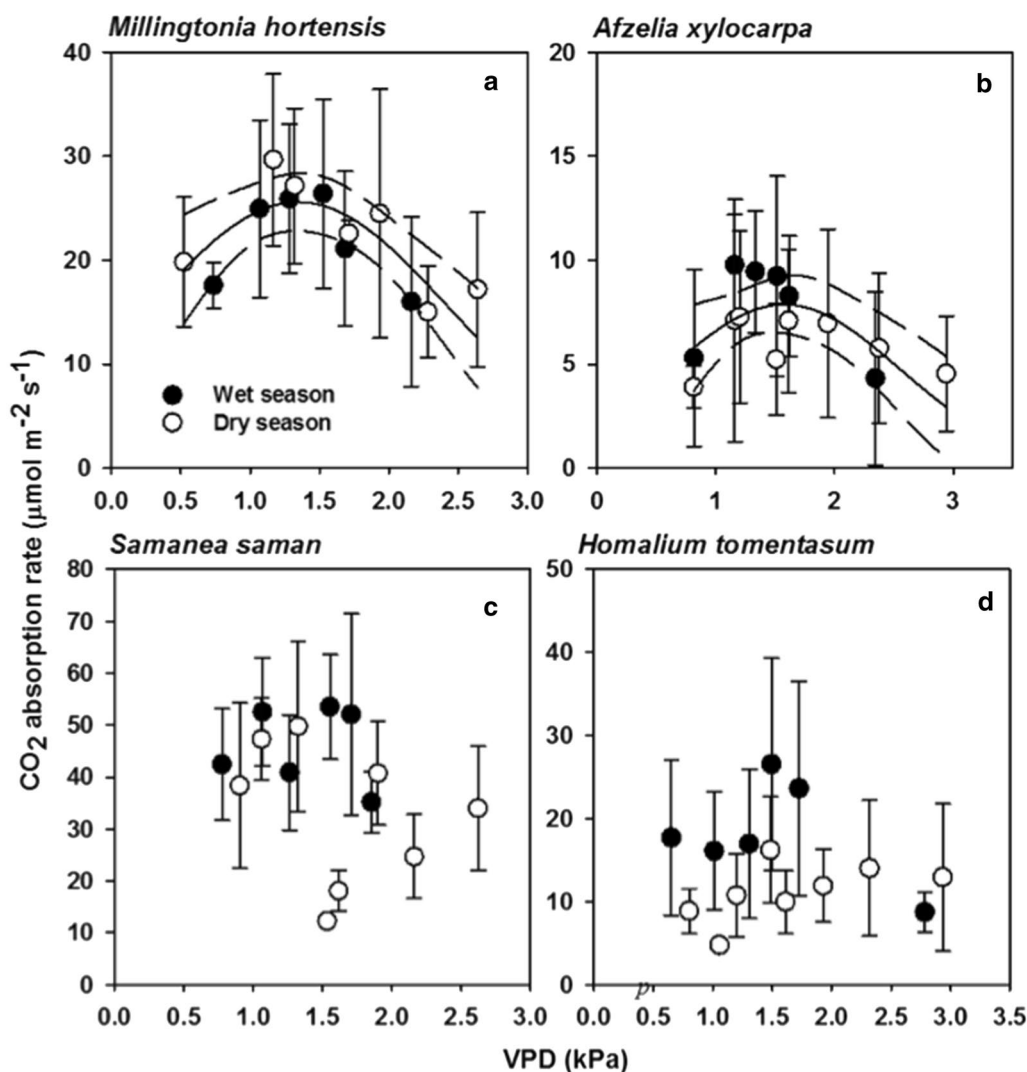 Millingtonia hortensis
Afzelia xylocarpa
40
30
20
10
0
a
Wet season
Dry season
0.0 0.5 1.0 1.5 2.0 2.5 3.0
20
15
10
5
0
b
0 1 2 3
CO2 absorption rate (μmol m-2 s-1)
Samanea saman
Homalium tomentasum
80
70
60
50
40
30
20
10
0
c
0.0 0.5 1.0 1.5 2.0 2.5 3.0
50
40
30
20
10
0
d
p
0.0 0.5 1.0 1.5 2.0 2.5 3.0 3.5
VPD (kPa)